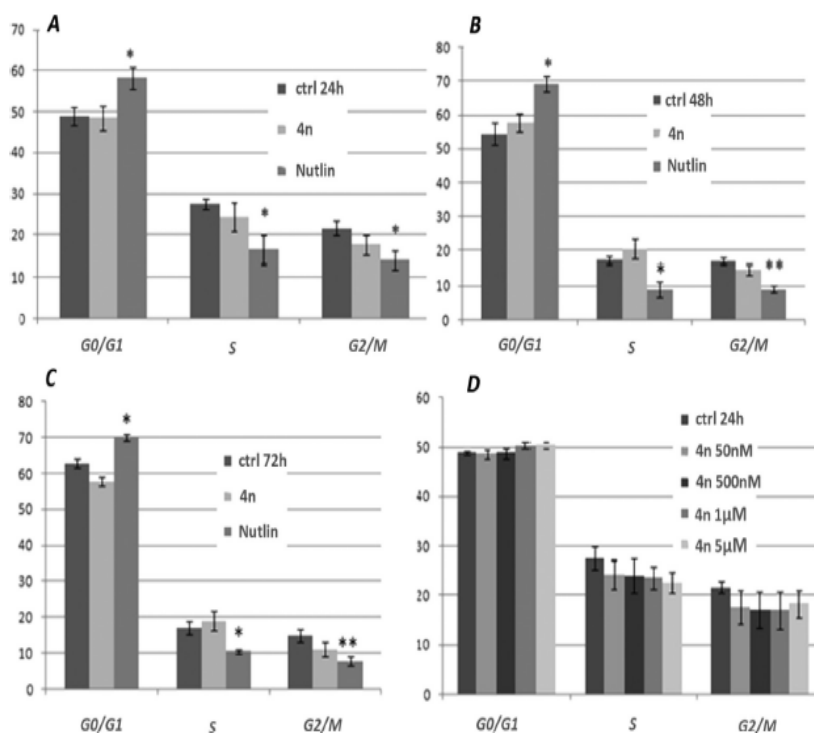 A
60
50
40
30
20
10
0
*
*
*
ctrl 24h
4n
Nutlin
G0/G1 S G2/M
B
80
70
60
50
40
30
20
10
0
*
*
**
ctrl 48h
4n
Nutlin
G0/G1 S G2/M
C
80
70
60
50
40
30
20
10
0
*
*
**
ctrl 72h
4n
Nutlin
G0/G1 S G2/M
D
60
50
40
30
20
10
0
ctrl 24h
4n 50nM
4n 500nM
4n 1µM
4n 5µM
G0/G1 S G2/M